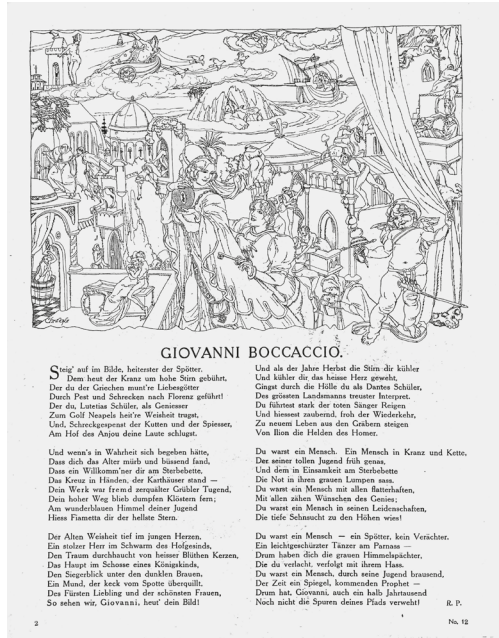 GIOVANNI BOCCACCIO.
Steig' auf im Bilde, heiterster der Spötter.
Dem heut der Kranz um hohe Stirn gebührt,
Der du der Griechen munt're Liebesgötter
Durch Pest und Schrecken nach Florenz geführt!
Der du, Lutetias Schüler, als Geniesser
Zum Golf Neapels heit're Weisheit trugst,
Und, Schreckgespenst der Kutten und der Spiesser,
Am Hof des Anjou deine Laute schlugst.
Und wenn's in Wahrheit sich begeben hätte,
Dass dich das Alter mürb und büssend fand,
Dass ein Willkomm'ner dir am Sterbebette,
Das Kreuz in Händen, der Karthäuser stand —
Dein Werk war fremd zerquälter Grübler Tugend,
Dein hoher Weg blieb dumpfen Klöstern fern;
Am wunderblauen Himmel deiner Jugend
Hiess Fiametta dir der hellste Stern.
Der Alten Weisheit tief im jungen Herzen,
Ein stolzer Herr im Schwarm des Hofgesinds,
Den Traum durchhaucht von heisser Blüthen Kerzen,
Das Haupt im Schosse eines Königskinds,
Den Siegerblick unter den dunklen Brauen,
Ein Mund, der keck vom Spotte überquillt,
Des Fürsten Liebling und der schönsten Frauen,
So sehen wir, Giovanni, heut' dein Bild!
Und als der Jahre Herbst die Stirn dir kühler
Und kühler dir das heisse Herz geweht,
Gingst durch die Hölle du als Dantes Schüler,
Des grössten Landsmanns treuster Interpret.
Du führtest stark der toten Sänger Reigen
Und hiessest zaubernd, froh der Wiederkehr,
Zu neuem Leben aus den Gräbern steigen
Von Ilion die Helden des Homer.
Du warst ein Mensch. Ein Mensch in Kranz und Kette,
Der seiner tollen Jugend früh genas,
Und dem in Einsamkeit am Sterbebette
Die Not in ihren grauen Lumpen sass.
Du warst ein Mensch mit allen flatterhaften,
Mit allen zähen Wünschen des Genies;
Du warst ein Mensch in seinen Leidenschaften,
Die tiefe Sehnsucht zu den Höhen wies!
Du warst ein Mensch — ein Spötter, kein Verächter,
Ein leichtgeschürzter Tänzer am Parnass —
Drum haben dich die grauen Himmelspächter,
Die du verlacht, verfolgt mit ihrem Hass.
Du warst ein Mensch, durch seine Jugend brausend,
Der Zeit ein Spiegel, kommenden Prophet —
Drum hat, Giovanni, auch ein halb Jahrtausend
Noch nicht die Spuren deines Pfads verweht!
R. P.
2
No. 12